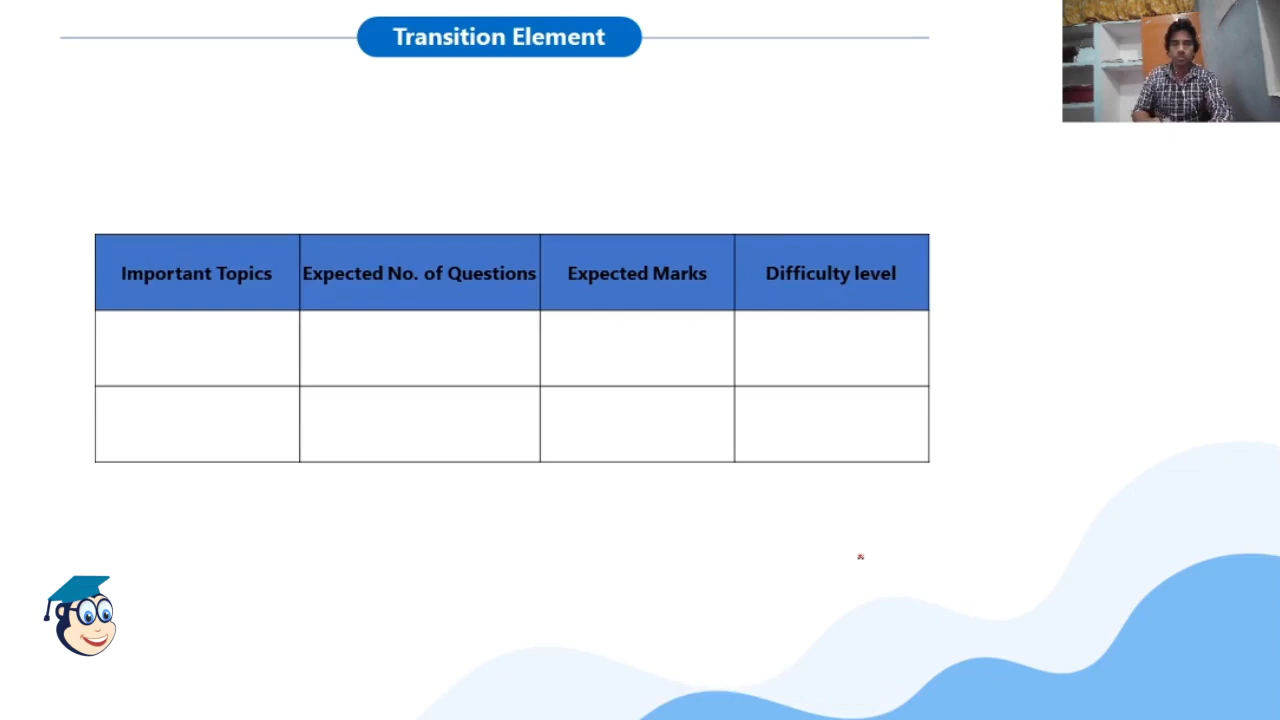 Transition Element
Important Topics
Expected No. of Questions
Expected Marks
Difficulty level